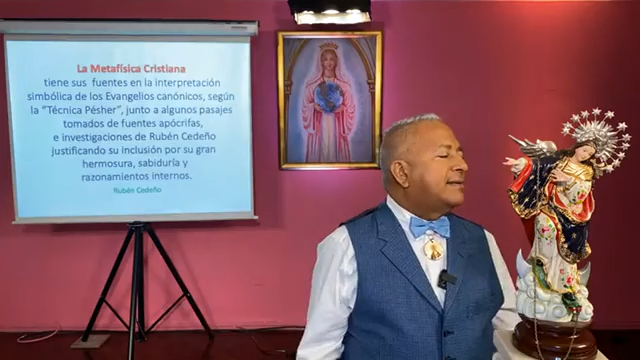 La Metafísica Cristiana
tiene sus fuentes en la interpretación
simbólica de los Evangelios canónicos, según
la "Técnica Pésher", junto a algunos pasajes
tomados de fuentes apócrifas,
e investigaciones de Rubén Cedeño
justificando su inclusión por su gran
hermosura, sabiduría y
razonamientos internos.
Rubén Cedeño